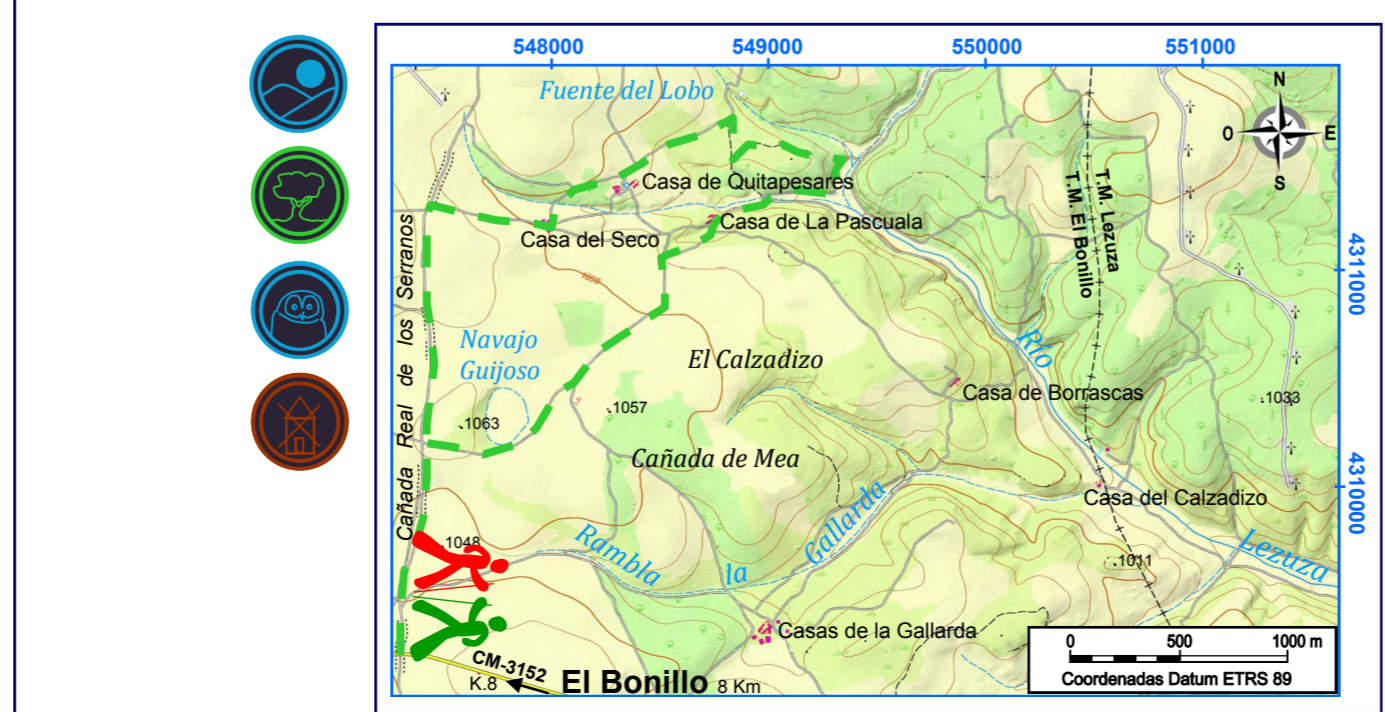 548000 549000 550000 551000
Fuente del Lobo
N
O E
S
Casa de Quitapesares
T.M. Lezuza
T.M. El Bonillo
Casa del Seco
Casa de La Pascuala
4311000
Cañada Real de los Serranos
1050
Navajo
Guijoso
El Calzadizo
Río
Casa de Borrascas
1057
1063
1033
Cañada de Mea
4310000
Casa del Calzadizo
1048
Rambla la Gallarda
Lezuza
1011
Casas de la Gallarda
0 500 1000 m
Coordenadas Datum ETRS 89
CM-3152
K.8
El Bonillo 8 Km